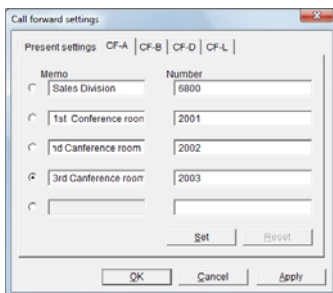 Call forward settings
Present settings CF-A CF-B CF-D CF-L
Memo Number
Sales Division 6800
1st Conference room 2001
nd Canference room 2002
3rd Canference room 2003
Set Reset
OK Cancel Apply